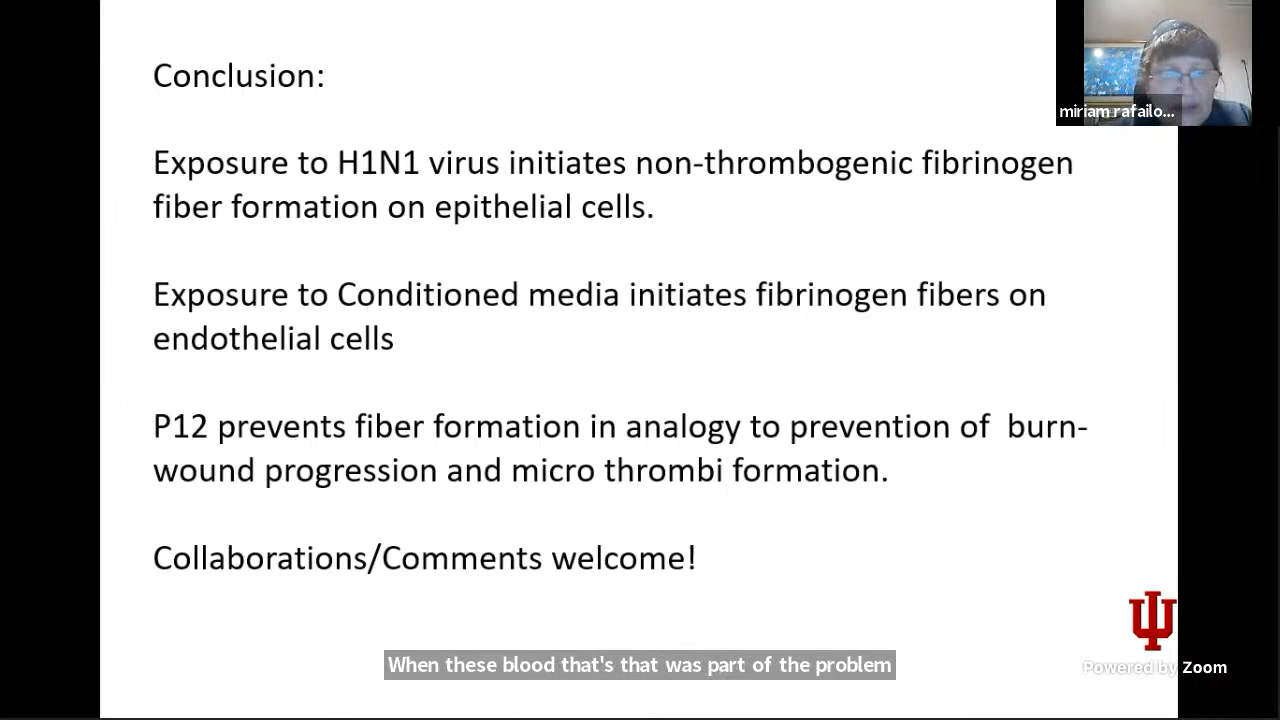 Conclusion:
miriam rafailo...
Exposure to H1N1 virus initiates non-thrombogenic fibrinogen
fiber formation on epithelial cells.
Exposure to Conditioned media initiates fibrinogen fibers on
endothelial cells
P12 prevents fiber formation in analogy to prevention of  burn-
wound progression and micro thrombi formation.
Collaborations/Comments welcome!
When these blood that's that was part of the problem
Powered by Zoom